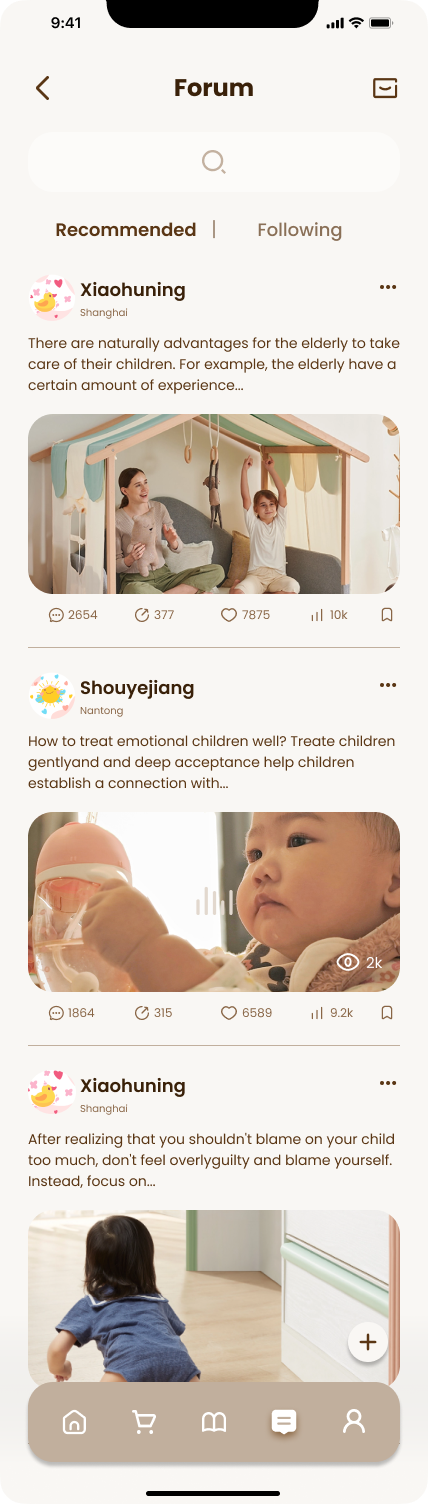 9:41
Forum
Recommended | Following
Xiaohuning
Shanghai
There are naturally advantages for the elderly to take
care of their children. For example, the elderly have a
certain amount of experience...
2654 377 7875 10k
Shouyejiang
Nantong
How to treat emotional children well? Treate children
gentlyand and deep acceptance help children
establish a connection with...
2k
1864 315 6589 9.2k
Xiaohuning
Shanghai
After realizing that you shouldn't blame on your child
too much, don't feel overlyguilty and blame yourself.
Instead, focus on...